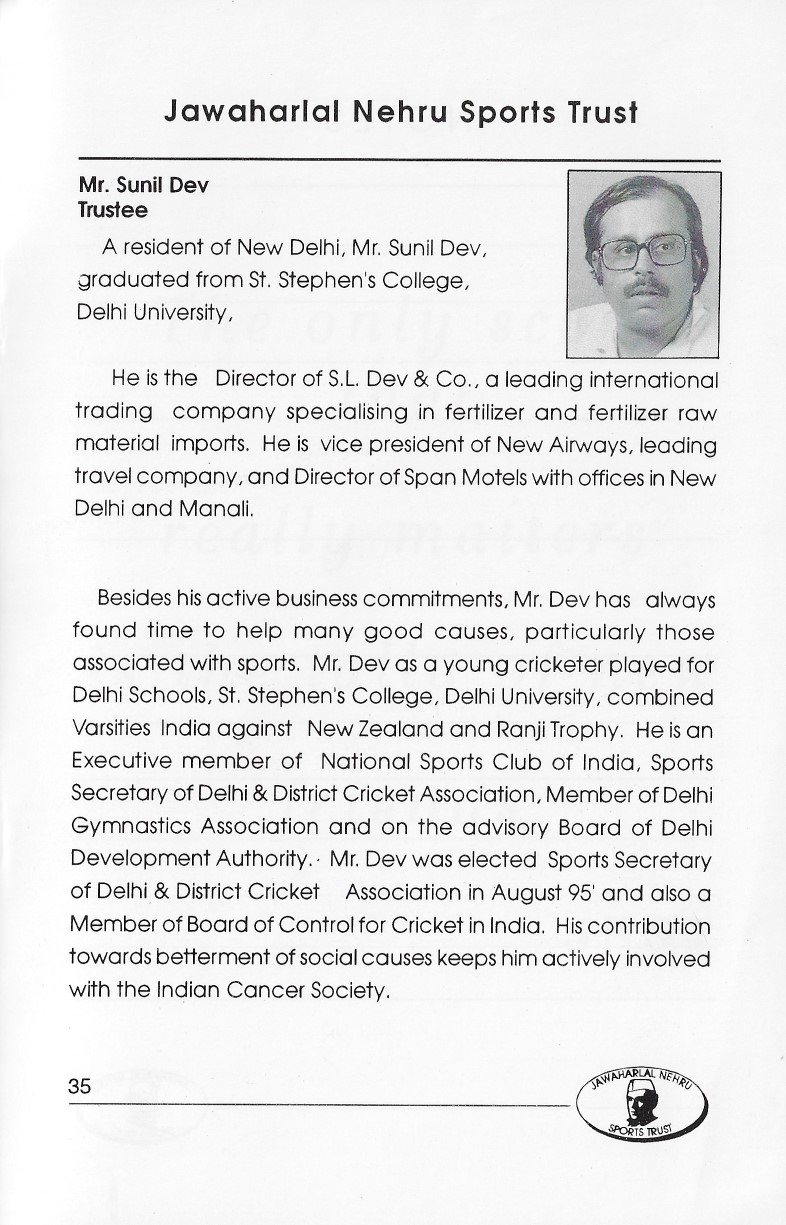 Jawaharlal Nehru Sports Trust
Mr. Sunil Dev
Trustee
A resident of New Delhi, Mr. Sunil Dev,
graduated from St. Stephen's College,
Delhi University,
He is the Director of S.L. Dev & Co., a leading international
trading company specialising in fertilizer and fertilizer raw
material imports. He is vice president of New Airways, leading
travel company, and Director of Span Motels with offices in New
Delhi and Manali.
Besides his active business commitments, Mr. Dev has always
found time to help many good causes, particularly those
associated with sports. Mr. Dev as a young cricketer played for
Delhi Schools, St. Stephen's College, Delhi University, combined
Varsities India against New Zealand and Ranji Trophy. He is an
Executive member of National Sports Club of India, Sports
Secretary of Delhi & District Cricket Association, Member of Delhi
Gymnastics Association and on the advisory Board of Delhi
Development Authority. Mr. Dev was elected Sports Secretary
of Delhi & District Cricket Association in August 95' and also a
Member of Board of Control for Cricket in India. His contribution
towards betterment of social causes keeps him actively involved
with the Indian Cancer Society.
35
JAWAHARLAL NEHRU
SPORTS TRUST